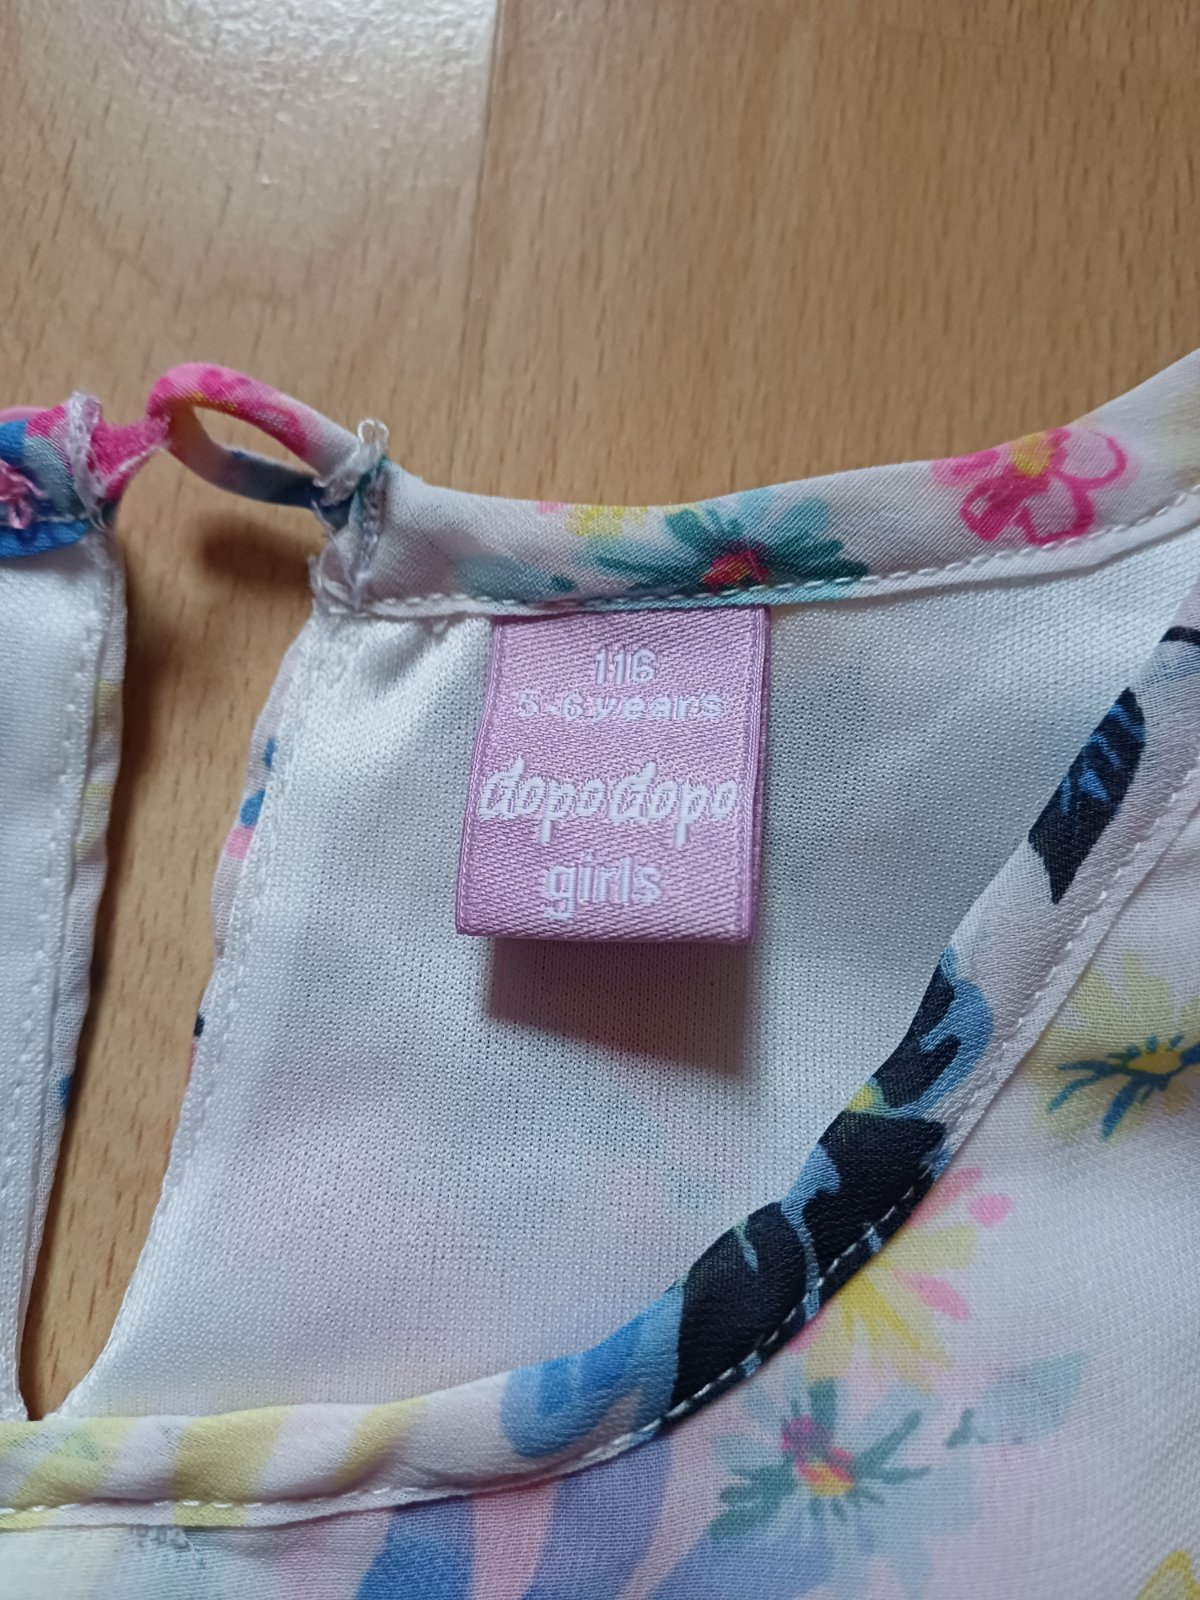 116
5-6 years
dopodopo
girls